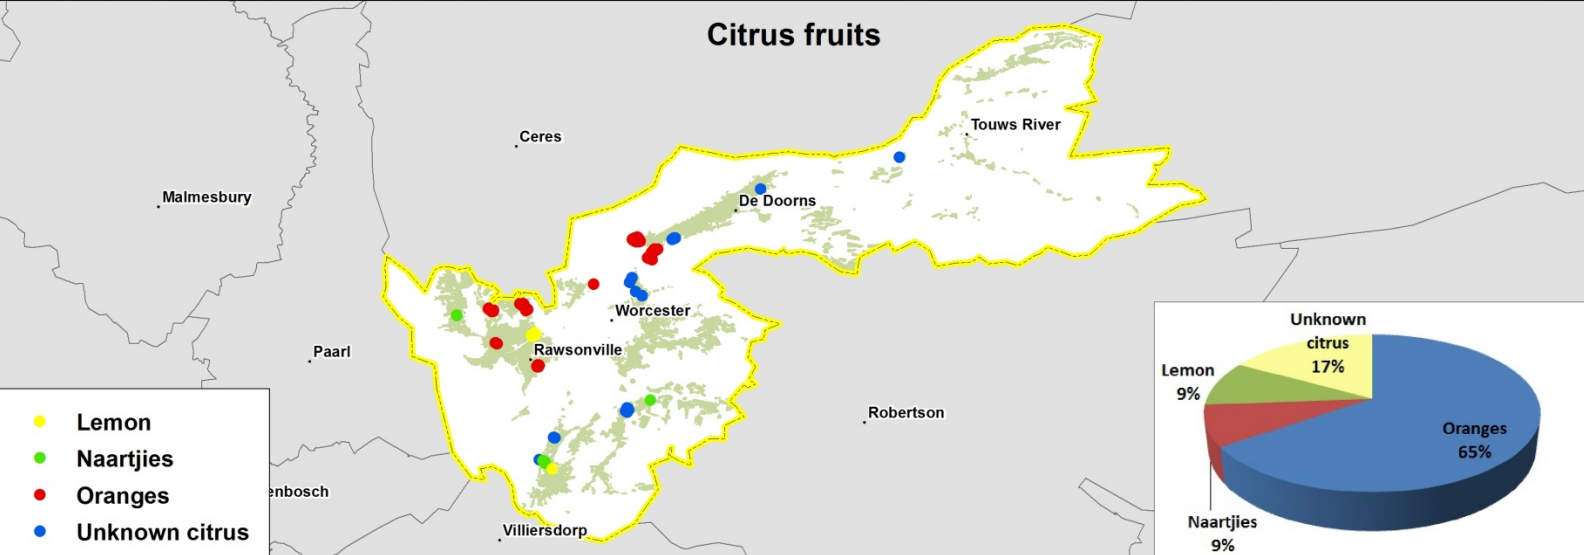 Citrus fruits
Ceres
Touws River
Malmesbury
De Doorns
Worcester
Paarl
Rawsonville
Robertson
enbosch
Villiersdorp
Lemon
Naartjies
Oranges
Unknown citrus
Unknown
citrus
17%
Lemon
9%
Oranges
65%
Naartjies
9%